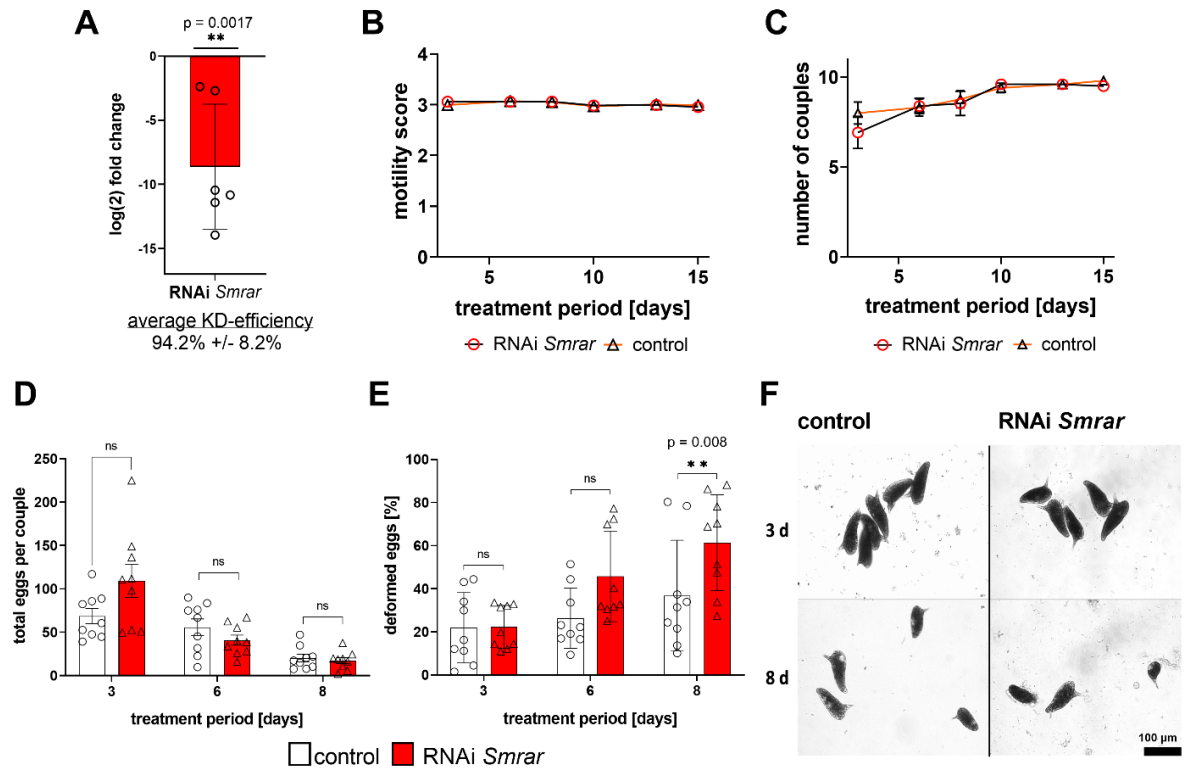 A
p = 0.0017
**
0
-5
-10
-15
log(2) fold change
RNAi Smrar
average KD-efficiency
94.2% +/- 8.2%
B
4
3
2
1
0
motility score
5 10 15
treatment period [days]
RNAi Smrar control
C
10
5
0
number of couples
5 10 15
treatment period [days]
RNAi Smrar control
D
250
200
150
100
50
0
total eggs per couple
ns
ns
ns
3 6 8
treatment period [days]
E
100
80
60
40
20
0
deformed eggs [%]
ns
ns
p = 0.008
**
3 6 8
treatment period [days]
control RNAi Smrar
F
control RNAi Smrar
3 d
8 d
100 µm